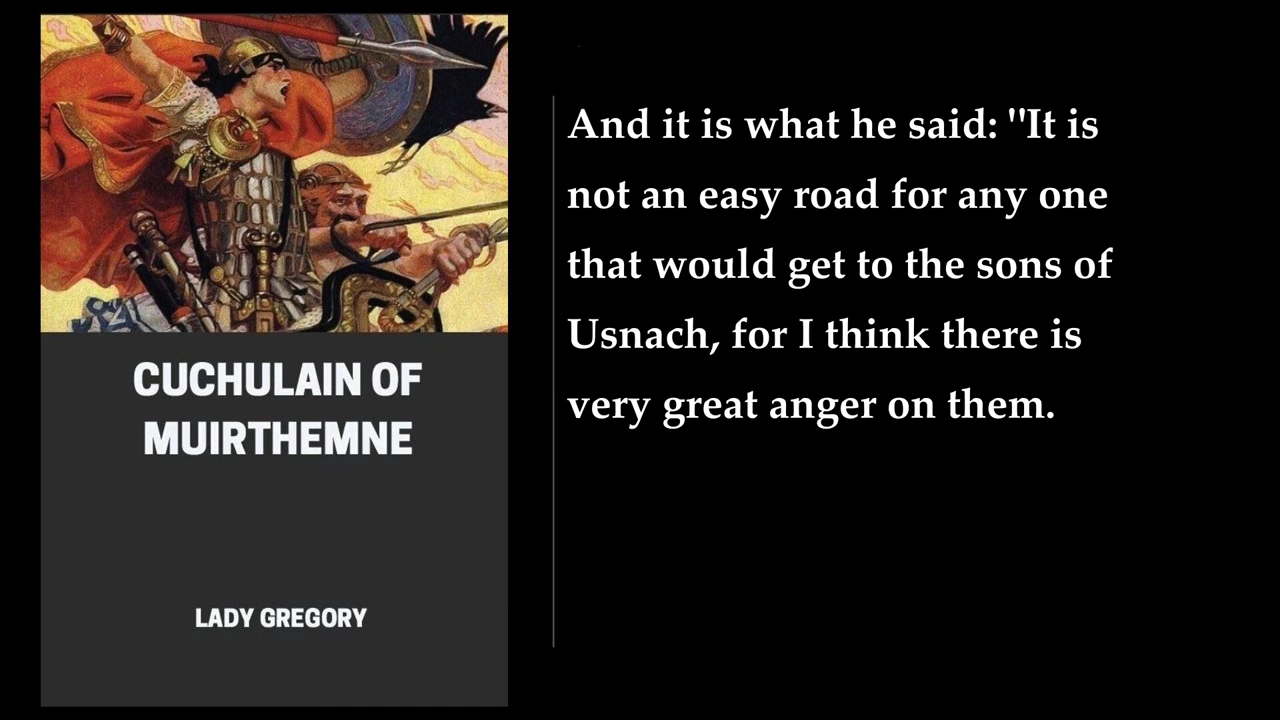 CUCHULAIN OF
MUIRTHEMNE
LADY GREGORY
And it is what he said: "It is
not an easy road for any one
that would get to the sons of
Usnach, for I think there is
very great anger on them.